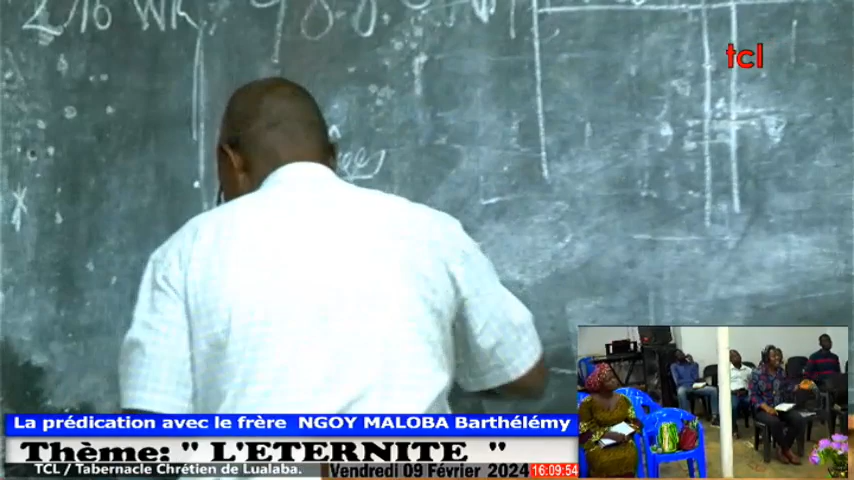 tcl
La prédication avec le frère NGOY MALOBA Barthélémy
Thème: " L'ETERNITE "
TCL / Tabernacle Chrétien de Lualaba.
Vendredi 09 Février 2024
16:09:54